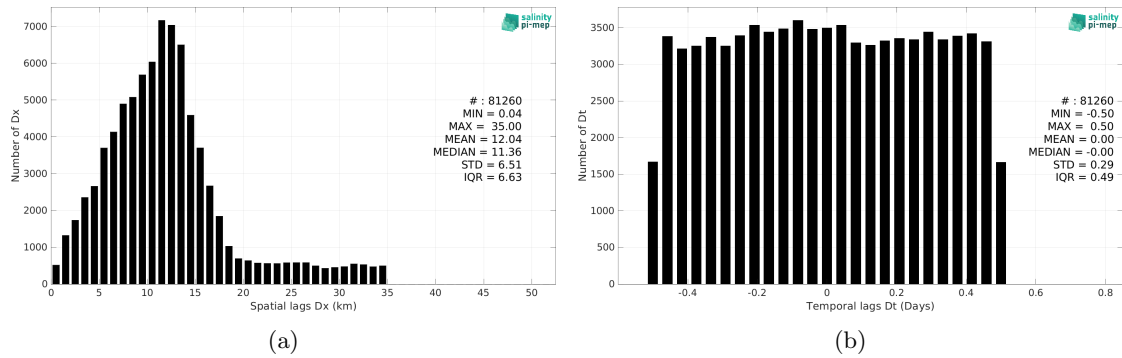 7000
6000
5000
4000
3000
2000
1000
0
Number of Dx
0 5 10 15 20 25 30 35 40 45 50
Spatial lags Dx (km)
salinity
pi-mep
# : 81260
MIN = 0.04
MAX = 35.00
MEAN = 12.04
MEDIAN = 11.36
STD = 6.51
IQR = 6.63
(a)
3500
3000
2500
2000
1500
1000
500
0
Number of Dt
-0.4 -0.2 0 0.2 0.4 0.6 0.8
Temporal lags Dt (Days)
salinity
pi-mep
# : 81260
MIN = -0.50
MAX = 0.50
MEAN = 0.00
MEDIAN = -0.00
STD = 0.29
IQR = 0.49
(b)